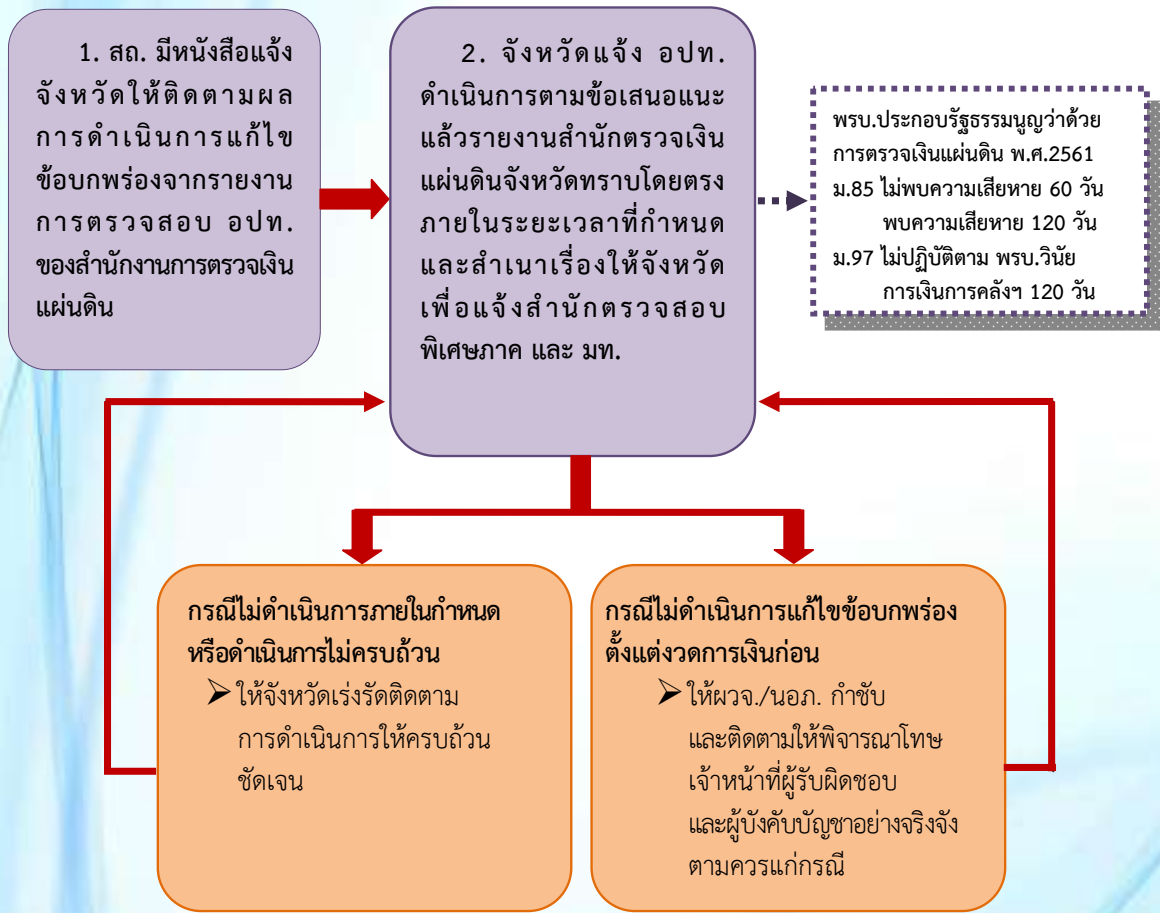 1. สถ. มีหนังสือแจ้ง
จังหวัดให้ติดตามผล
การดำเนินการแก้ไข
ข้อบกพร่องจากรายงาน
การตรวจสอบ อปท.
ของสำนักงานการตรวจเงิน
แผ่นดิน
2. จังหวัดแจ้ง อปท.
ดำเนินการตามข้อเสนอแนะ
แล้วรายงานสำนักตรวจเงิน
แผ่นดินจังหวัดทราบโดยตรง
ภายในระยะเวลาที่กำหนด
และสำเนาเรื่องให้จังหวัด
เพื่อแจ้งสำนักตรวจสอบ
พิเศษภาค และ มท.
พรบ.ประกอบรัฐธรรมนูญว่าด้วย
การตรวจเงินแผ่นดิน พ.ศ.2561
ม.85 ไม่พบความเสียหาย 60 วัน
พบความเสียหาย 120 วัน
ม.97 ไม่ปฏิบัติตาม พรบ.วินัย
การเงินการคลังฯ 120 วัน
กรณีไม่ดำเนินการภายในกำหนด
หรือดำเนินการไม่ครบถ้วน
➢ ให้จังหวัดเร่งรัดติดตาม
การดำเนินการให้ครบถ้วน
ชัดเจน
กรณีไม่ดำเนินการแก้ไขข้อบกพร่อง
ตั้งแต่งวดการเงินก่อน
➢ ให้ผวจ./นอภ. กำชับ
และติดตามให้พิจารณาโทษ
เจ้าหน้าที่ผู้รับผิดชอบ
และผู้บังคับบัญชาอย่างจริงจัง
ตามควรแก่กรณี